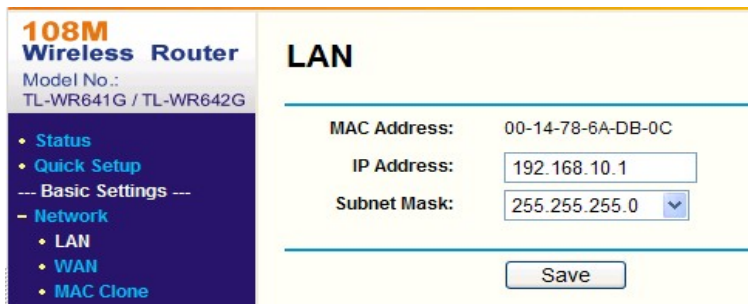 108M
Wireless Router
Model No.:
TL-WR641G / TL-WR642G
• Status
• Quick Setup
--- Basic Settings ---
− Network
• LAN
• WAN
• MAC Clone
LAN
MAC Address: 00-14-78-6A-DB-0C
IP Address: 192.168.10.1
Subnet Mask: 255.255.255.0
Save